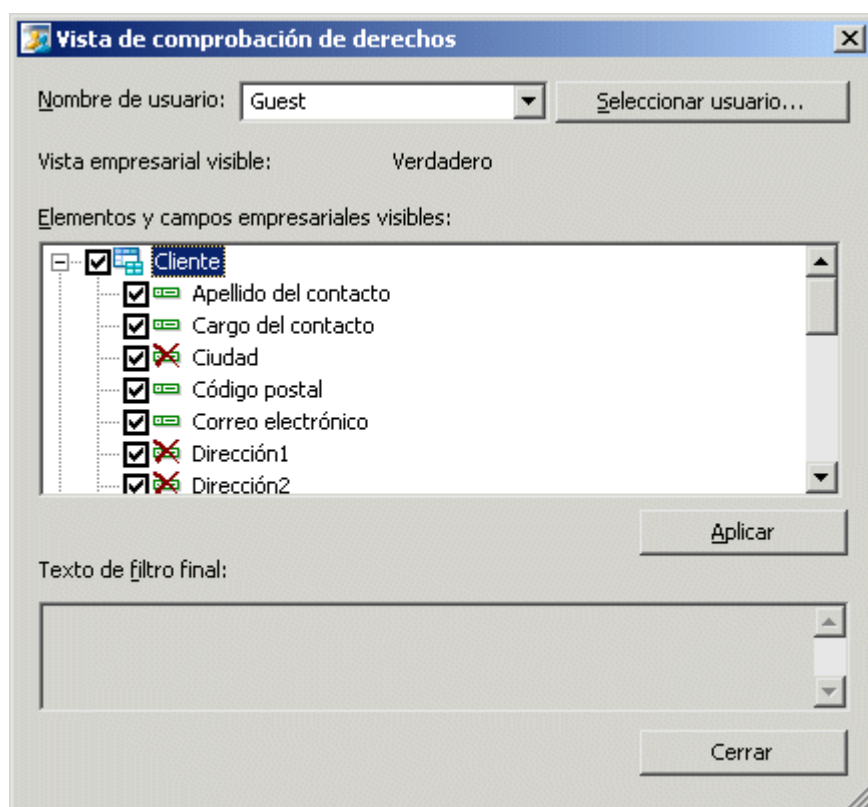 Vista de comprobación de derechos
Nombre de usuario: Guest Seleccionar usuario...
Vista empresarial visible: Verdadero
Elementos y campos empresariales visibles:
Cliente
Apellido del contacto
Cargo del contacto
Ciudad
Código postal
Correo electrónico
Dirección1
Dirección2
Aplicar
Texto de filtro final:
Cerrar